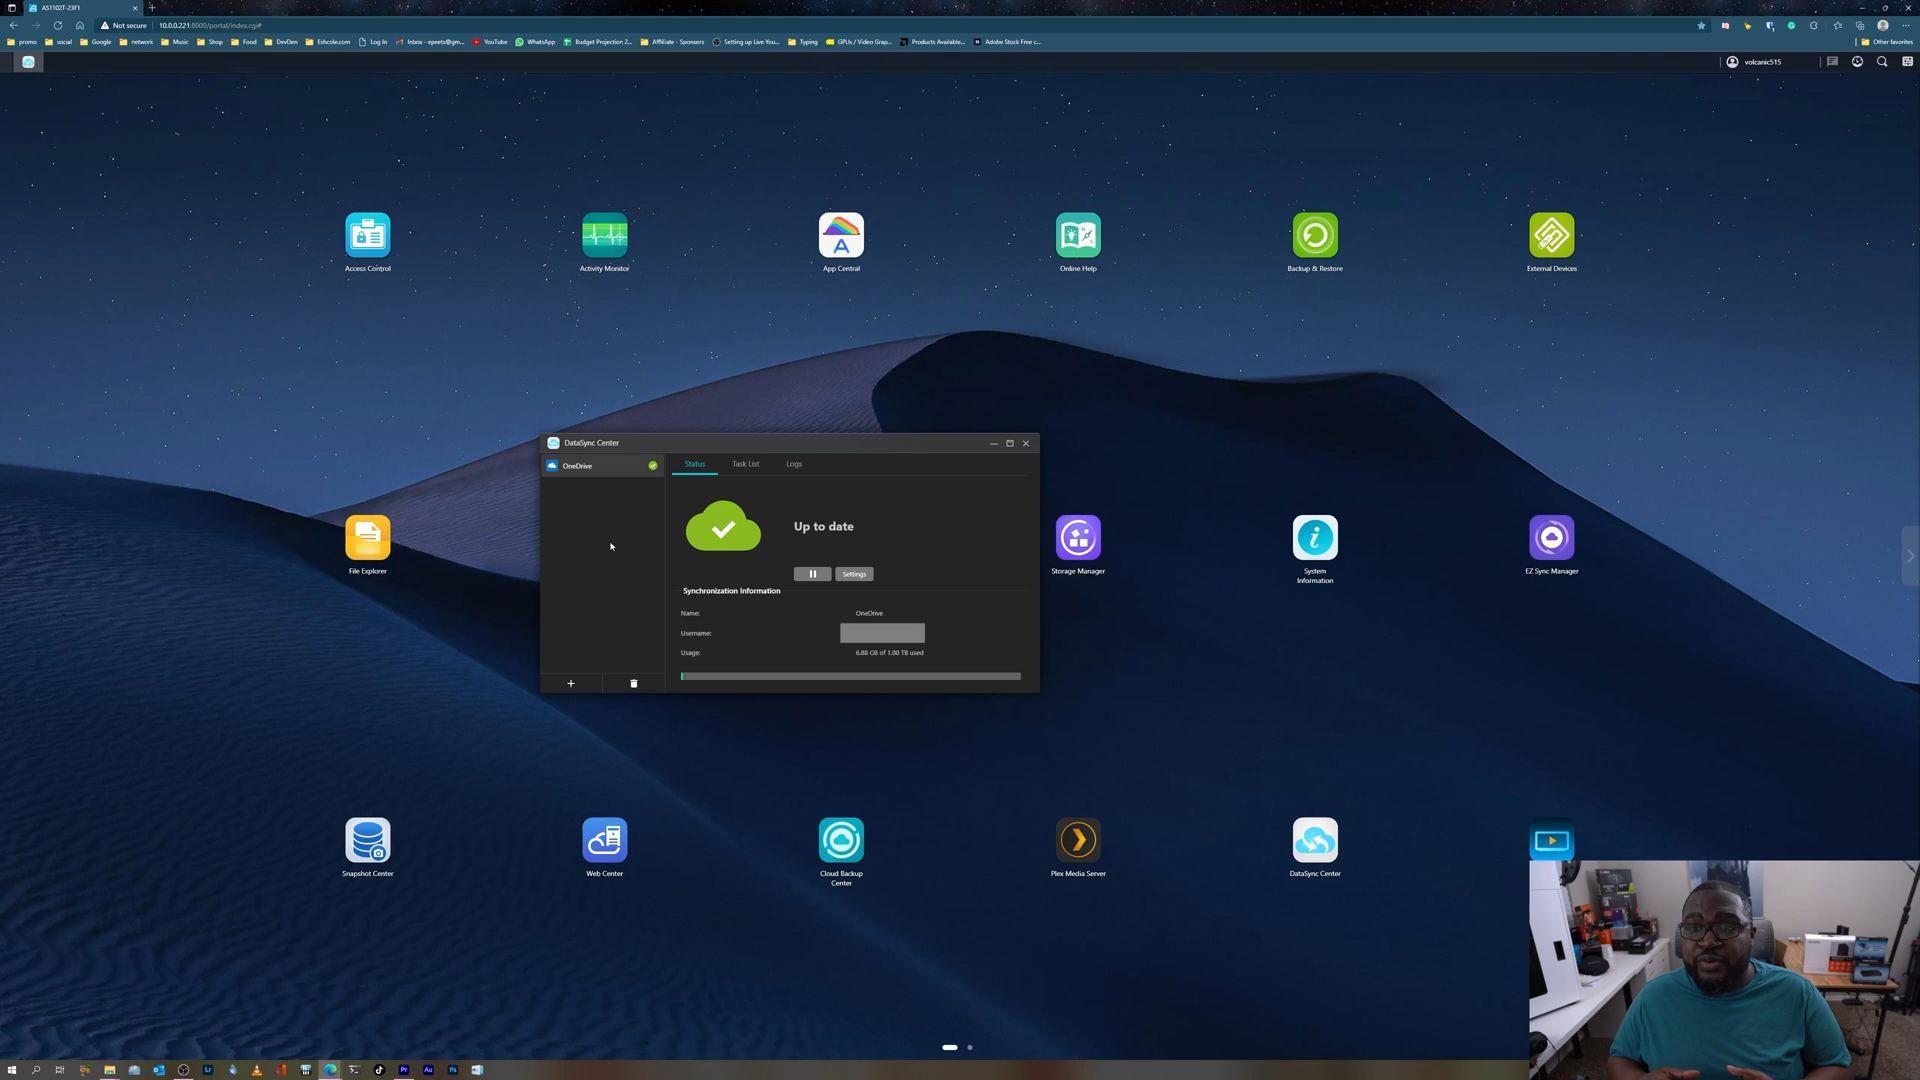 AS1102T-23F1
Not secure
10.0.0.221:8000/portal/index.cgi#
promo
social
Google
network
Music
Shop
Food
DevDen
Eshcole.com
Log In
Inbox - epeets@gm...
YouTube
WhatsApp
Budget Projection 2...
Affiliate - Sponsors
Setting up Live You...
Typing
GPUs / Video Grap...
Products Available...
Adobe Stock Free c...
Other favorites
volcanic515
Access Control
Activity Monitor
A
App Central
Online Help
Backup & Restore
External Devices
DataSync Center
OneDrive
Status
Task List
Logs
Up to date
Settings
Synchronization Information
Name:
OneDrive
Username:
Usage:
6.88 GB of 1.00 TB used
File Explorer
Storage Manager
System
Information
EZ Sync Manager
Snapshot Center
Web Center
Cloud Backup
Center
Plex Media Server
DataSync Center
Lr
Pr
Au
Ps